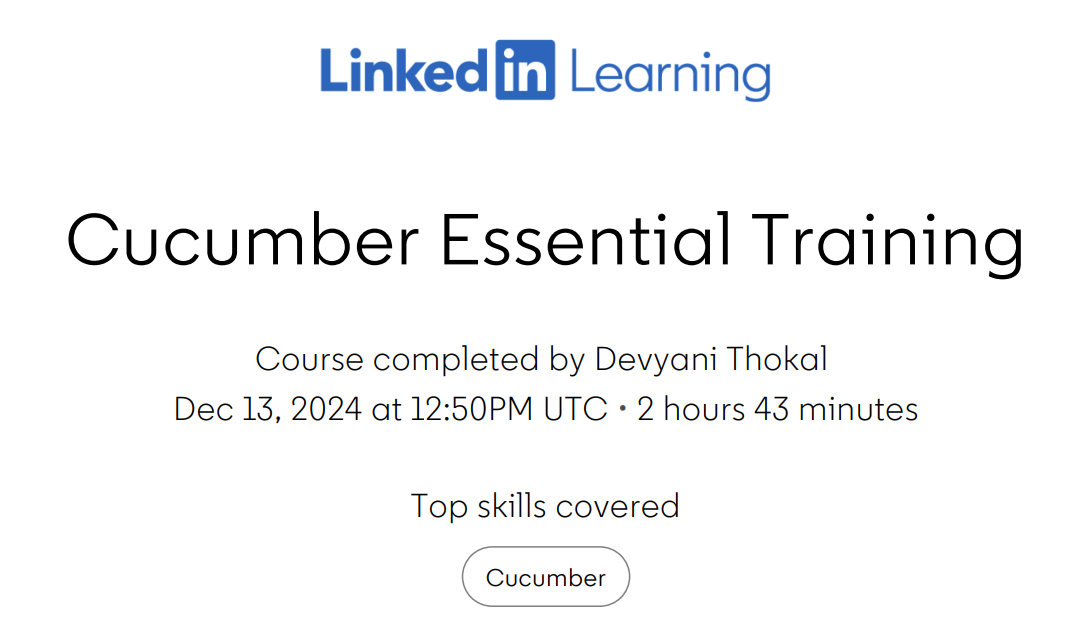 Linkedin Learning
Cucumber Essential Training
Course completed by Devyani Thokal
Dec 13, 2024 at 12:50PM UTC • 2 hours 43 minutes
Top skills covered
Cucumber